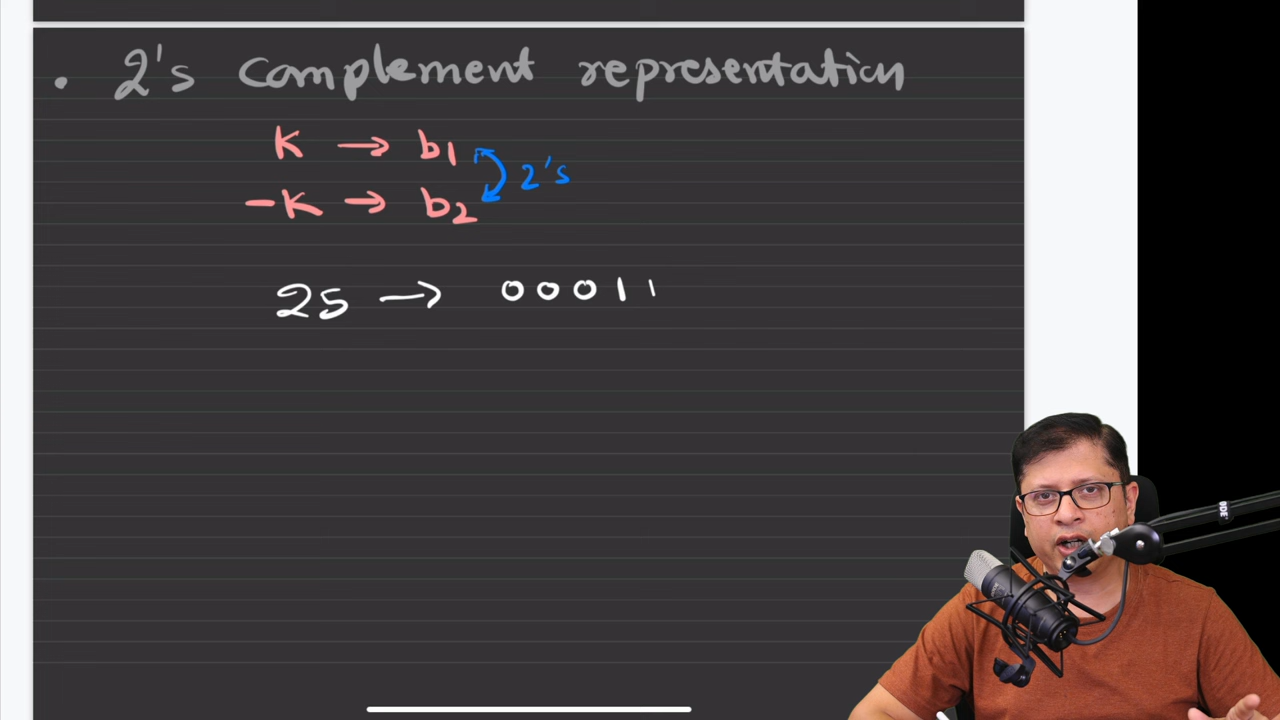 . 2's complement representation
K → b1
2's
-K → b2
25 → 00011